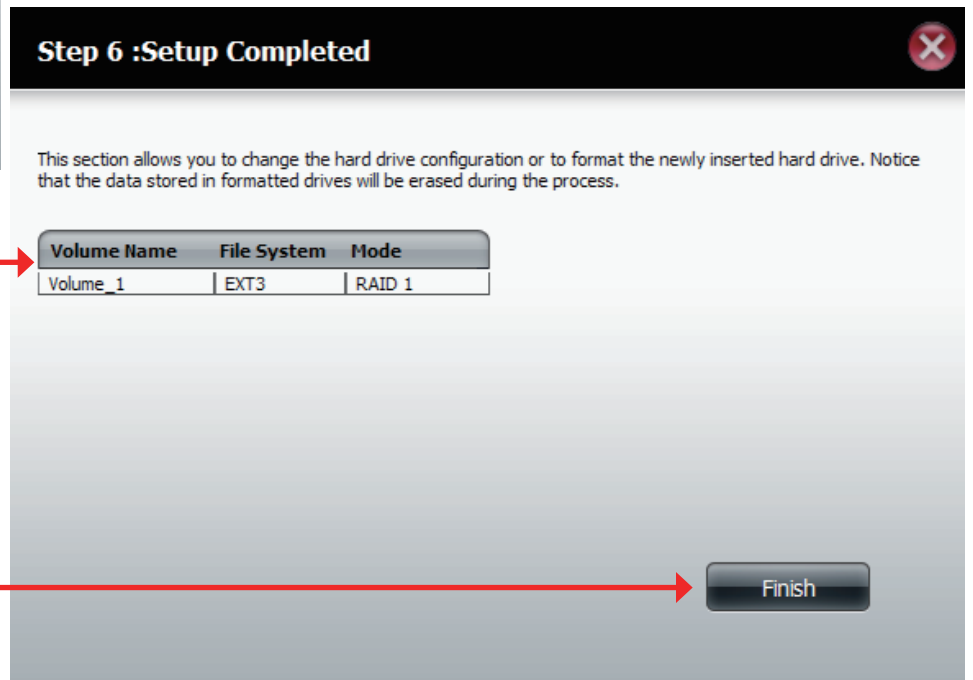 Step 6 :Setup Completed
This section allows you to change the hard drive configuration or to format the newly inserted hard drive. Notice
that the data stored in formatted drives will be erased during the process.
Volume Name File System Mode
Volume_1 EXT3 RAID 1
Finish